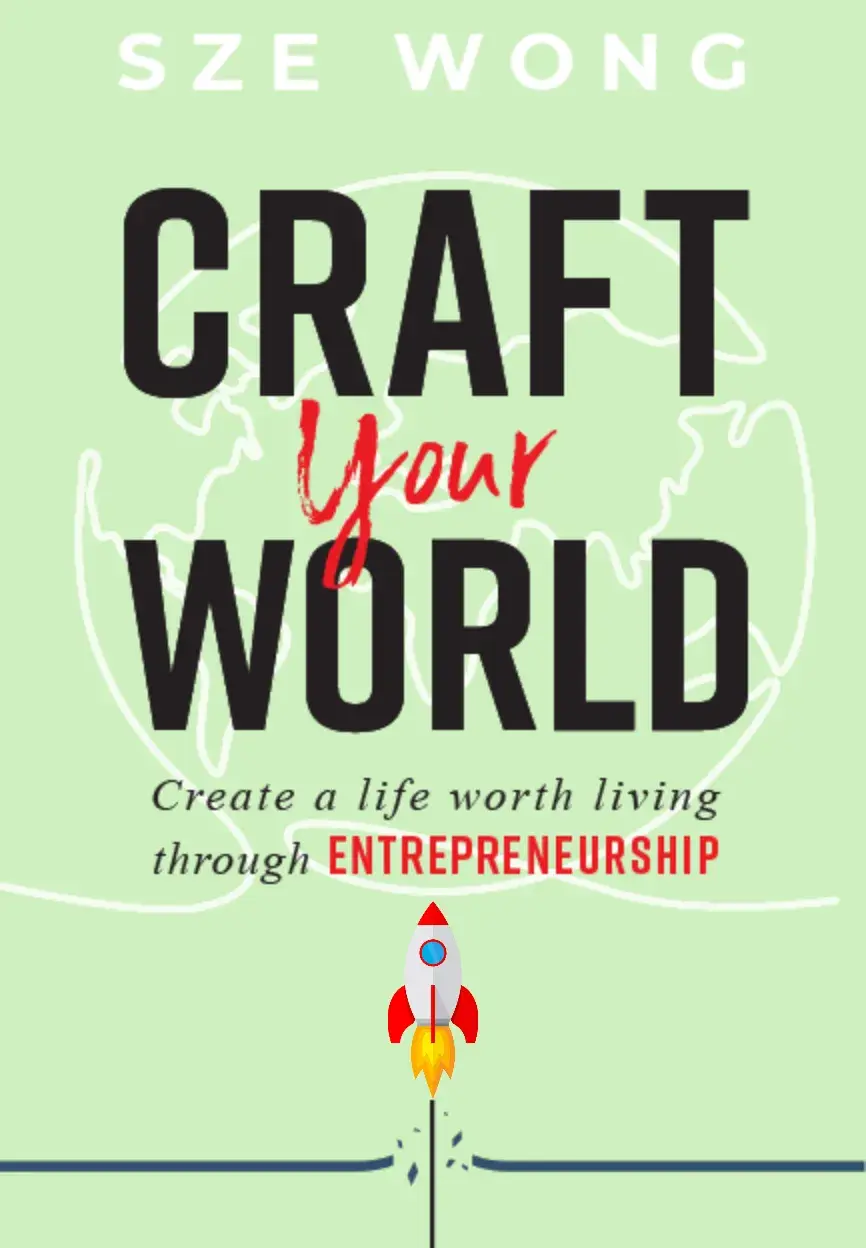 SZE WONG
CRAFT
Your
WORLD
Create a life worth living
through ENTREPRENEURSHIP